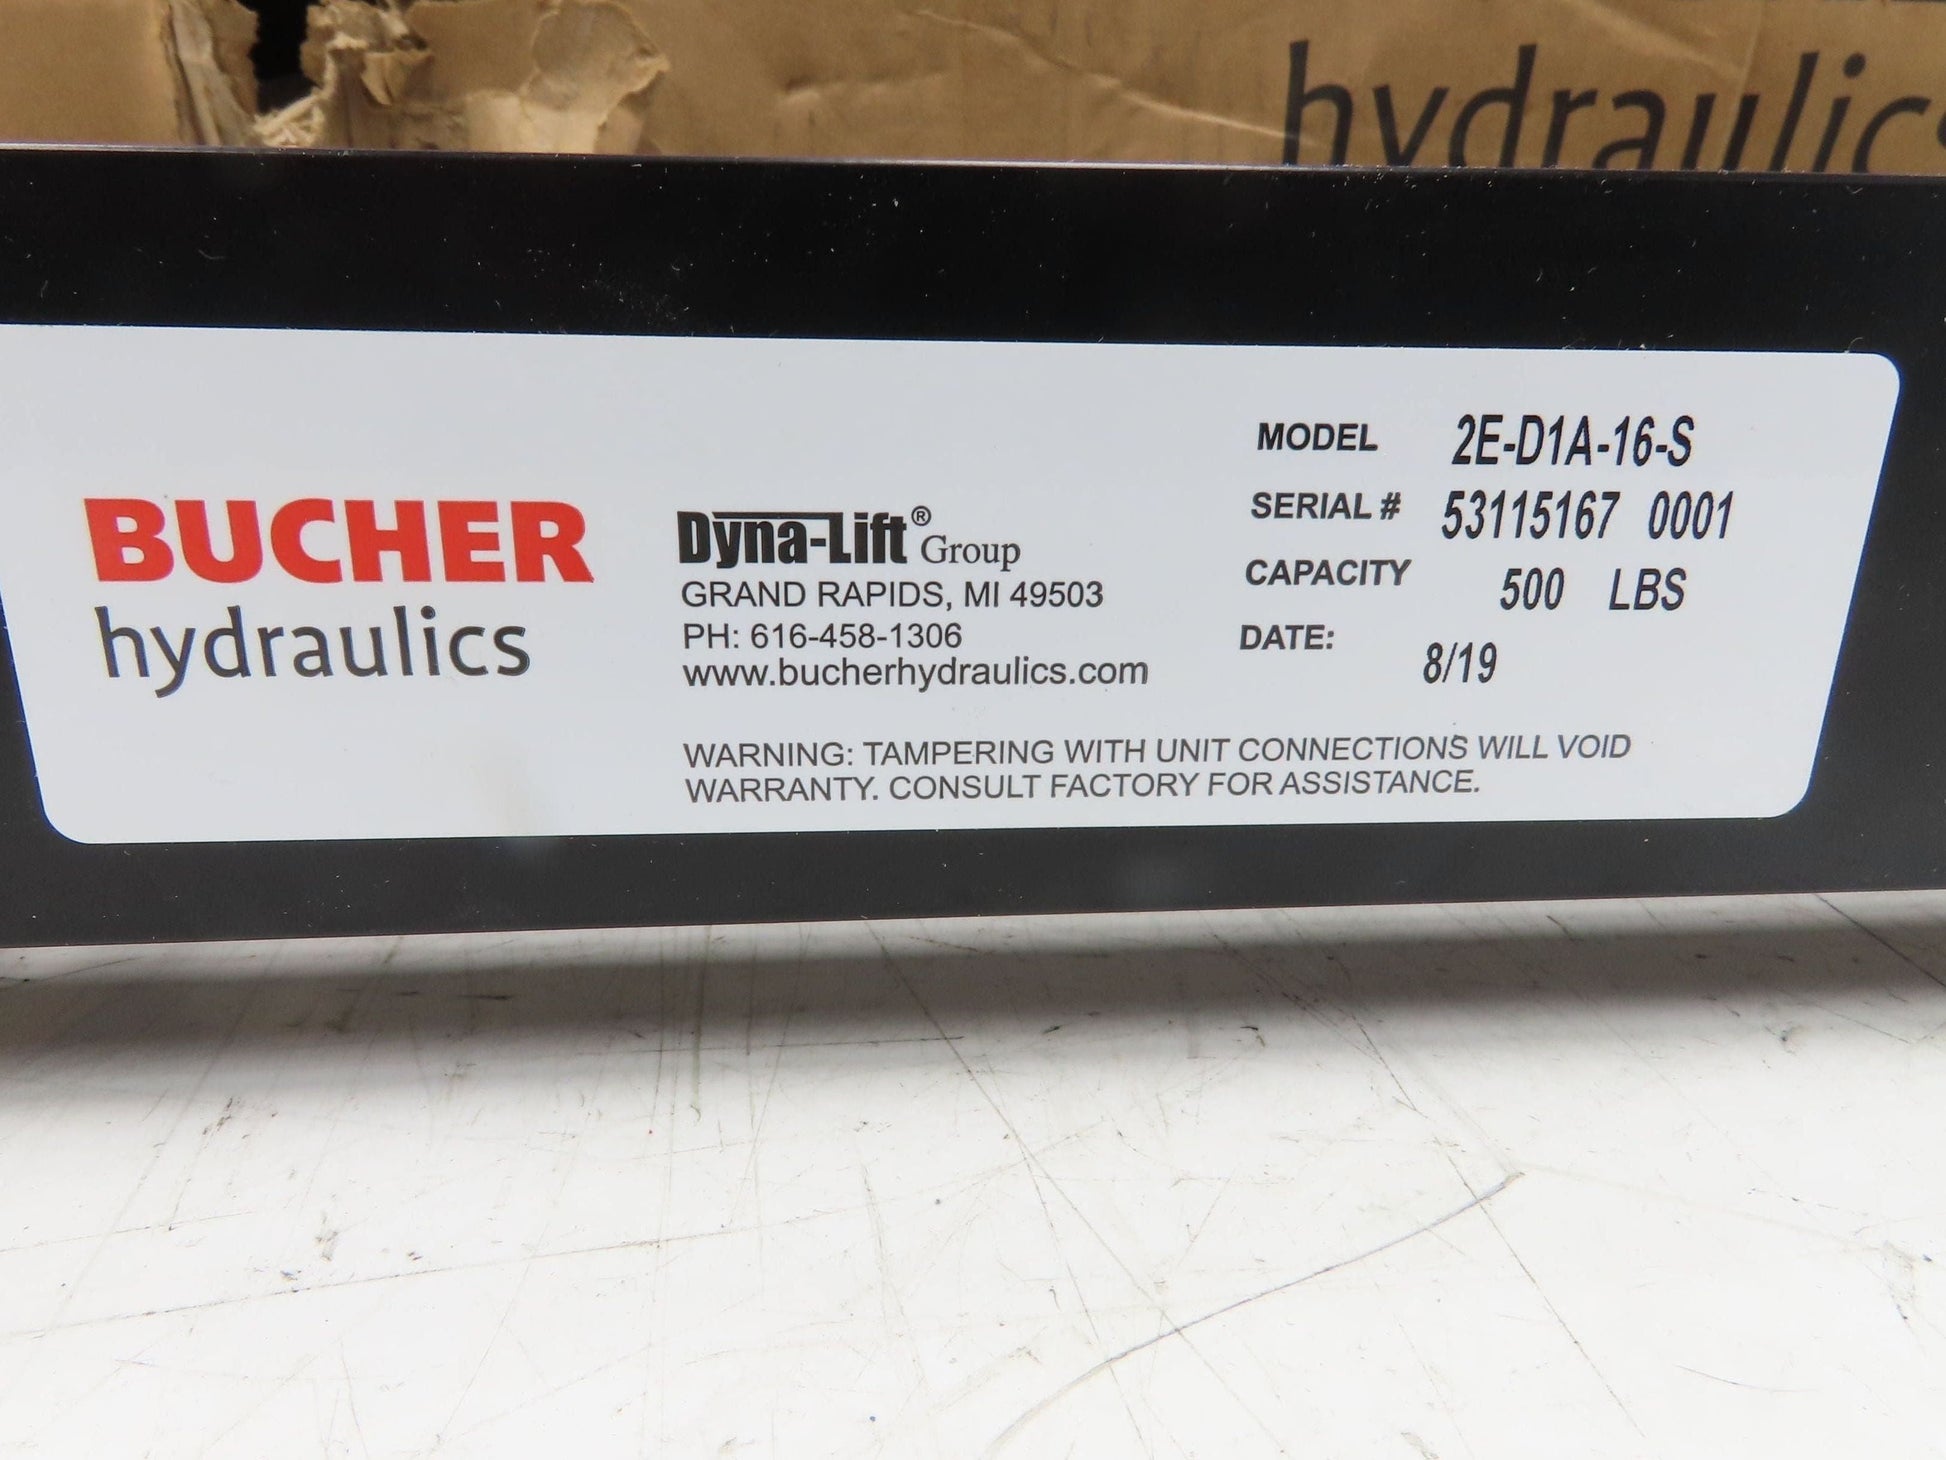 hydraulics
BUCHER
hydraulics
Dyna-Lift® Group
GRAND RAPIDS, MI 49503
PH: 616-458-1306
www.bucherhydraulics.com
MODEL 2E-D1A-16-S
SERIAL # 53115167 0001
CAPACITY 500 LBS
DATE: 8/19
WARNING: TAMPERING WITH UNIT CONNECTIONS WILL VOID
WARRANTY. CONSULT FACTORY FOR ASSISTANCE.